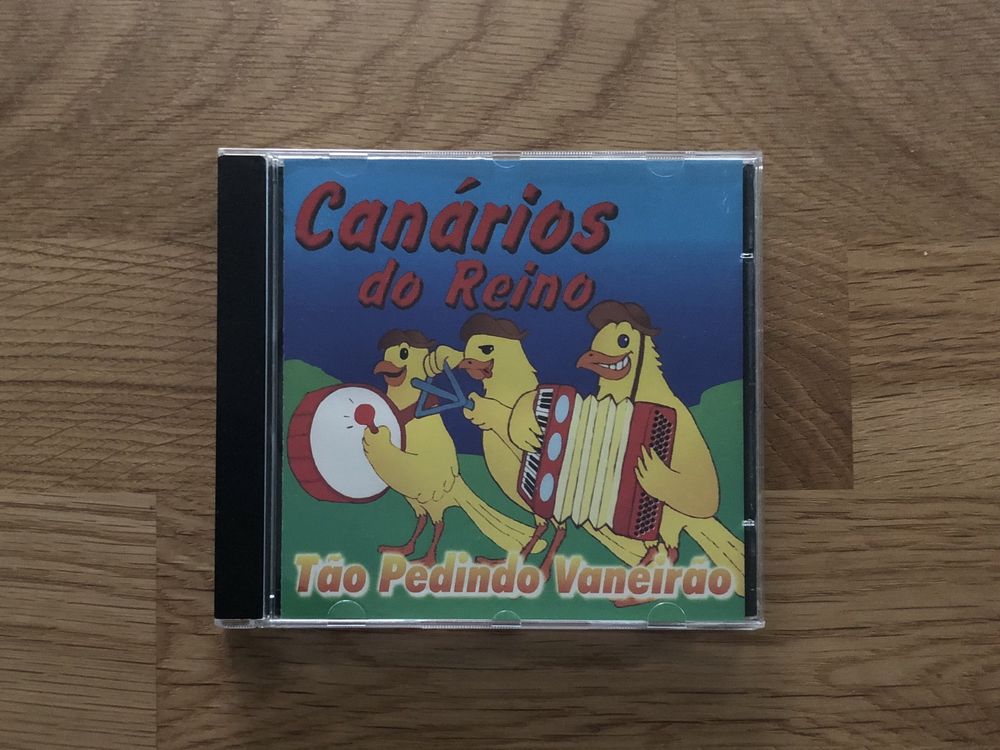 Canários
do Reino
Tão Pedindo Vaneirão